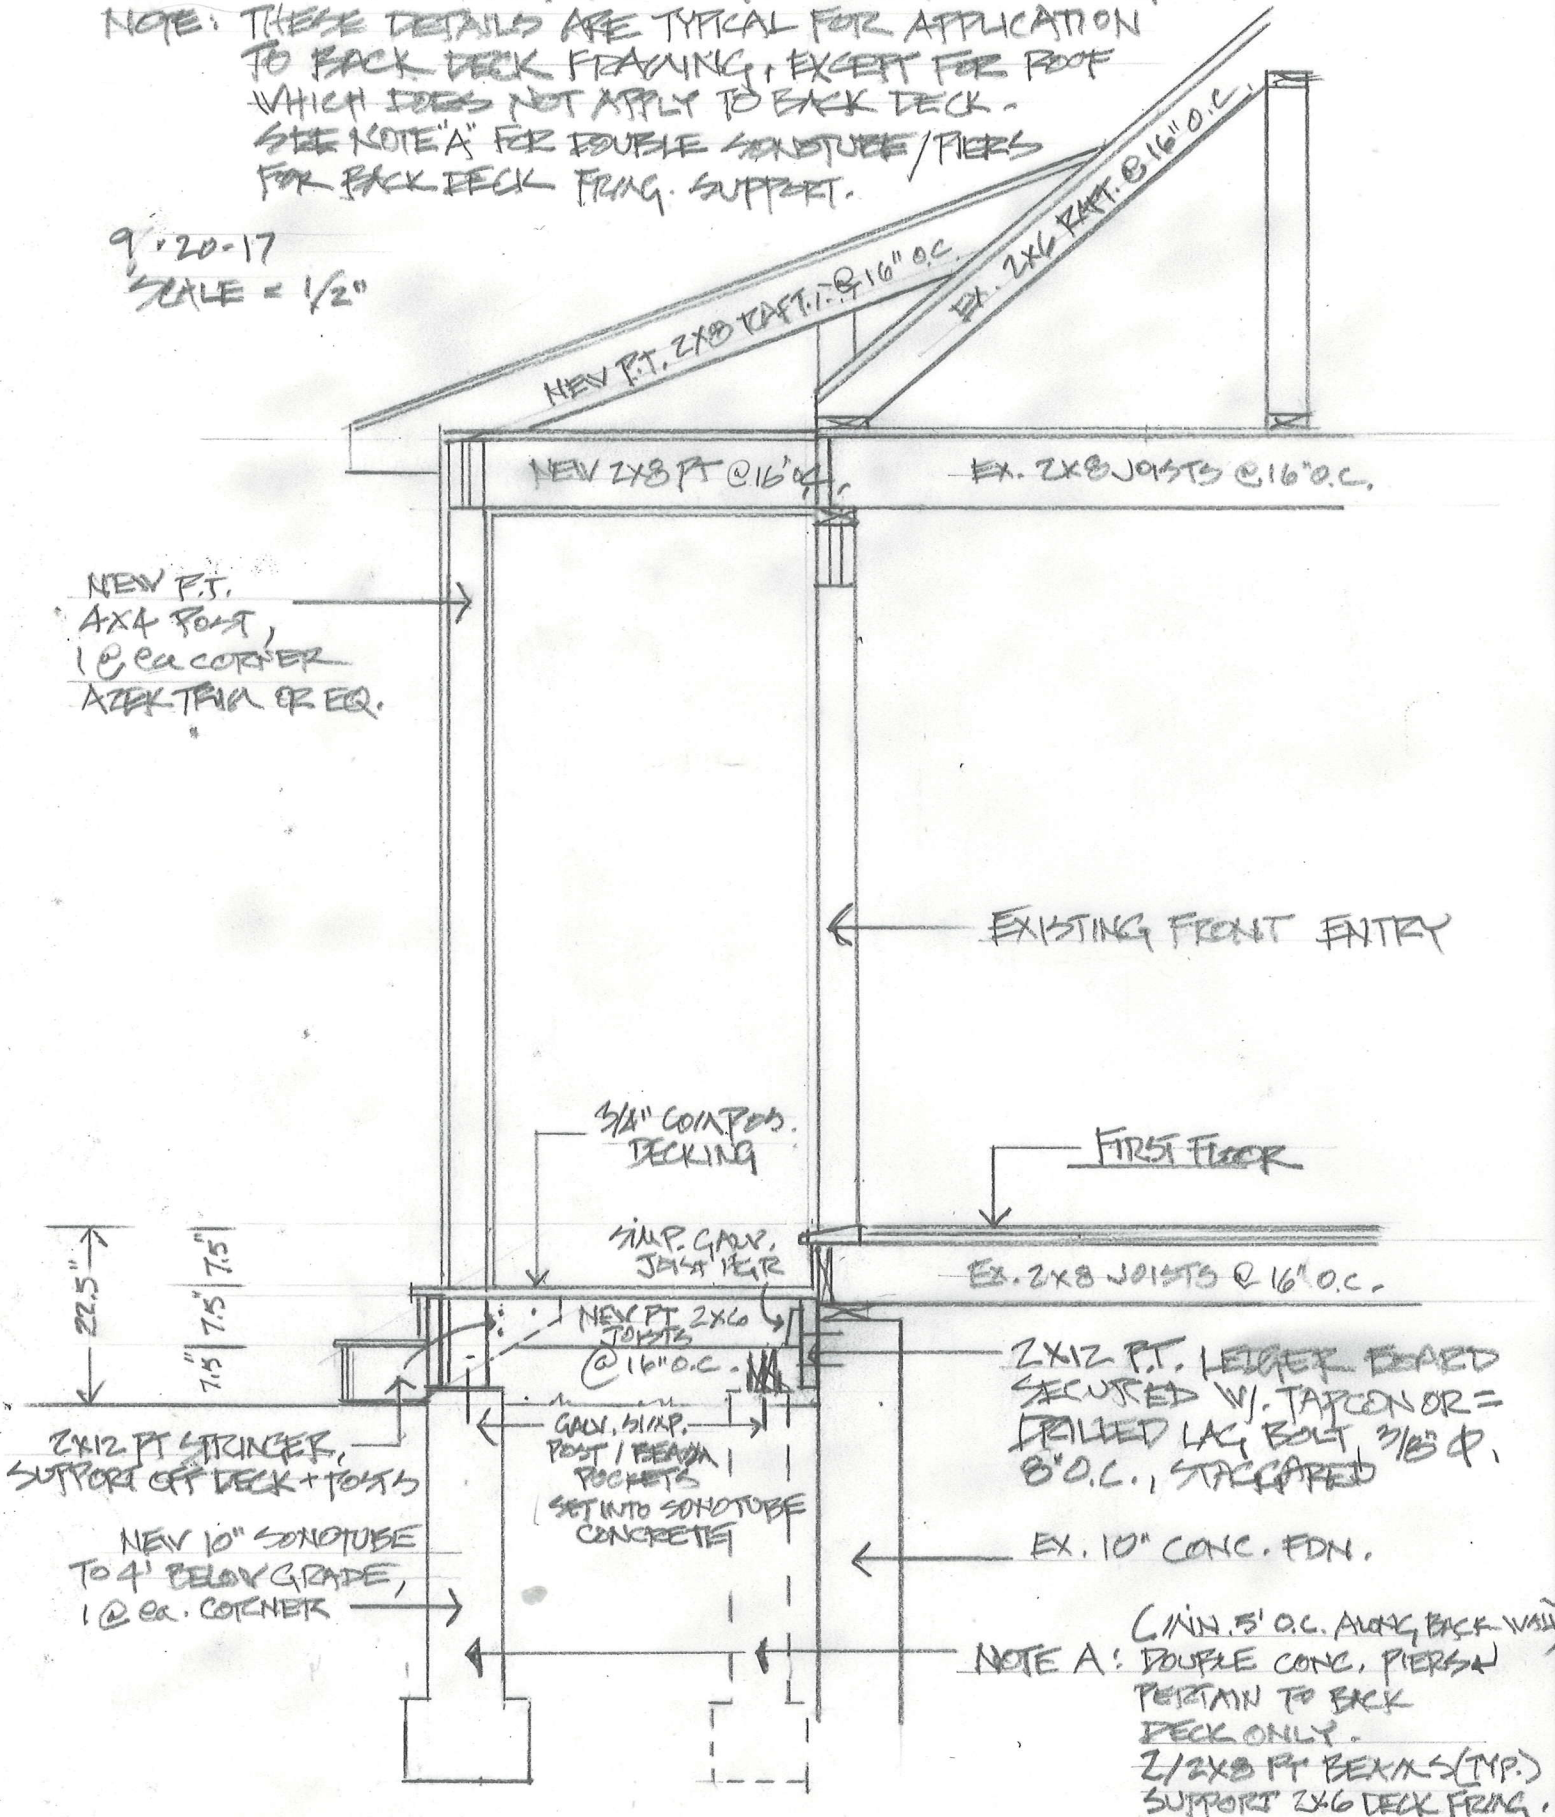 NOTE: THESE DETAILS ARE TYPICAL FOR APPLICATION
TO BACK DECK FRAMING, EXCEPT FOR ROOF
WHICH DOES NOT APPLY TO BACK DECK.
SEE NOTE "A" FOR DOUBLE SONOTUBE/PIERS
FOR BACK DECK FRMG. SUPPORT.
9.20.17
SCALE = 1/2"
NEW P.T. 2X8 RAFT. @ 16" O.C.
EX. 2X6 RAFT. @ 16" O.C.
NEW 2X8 PT @ 16" O.C.
EX. 2X8 JOISTS @ 16" O.C.
NEW P.T.
4X4 POST,
1 @ ea CORNER
AZEK TRIM OR EQ.
EXISTING FRONT ENTRY
3/4" COMPOS.
DECKING
FIRST FLOOR
SIMP. GALV.
JOIST HGR
EX. 2X8 JOISTS @ 16" O.C.
22.5"
7.5" 7.5" 7.5"
NEW PT 2X6
JOISTS
@ 16" O.C.
2X12 P.T. LEDGER BOARD
SECURED W/. TAPCON OR =
DRILLED LAG BOLT, 3/8" Φ,
8" O.C., STAGGARED
2X12 PT STRINGER,
SUPPORT OFF DECK + POSTS
GALV. SIMP.
POST / BEAM
POCKETS
SET INTO SONOTUBE
CONCRETE
NEW 10" SONOTUBE
TO 4' BELOW GRADE,
1 @ ea. CORNER
EX. 10" CONC. FDN.
(MIN. 5' O.C. ALONG BACK WALL)
NOTE A: DOUBLE CONC. PIERS
PERTAIN TO BACK
DECK ONLY.
2/2X8 PT BEAMS (TYP.)
SUPPORT 2X6 DECK FRMG.